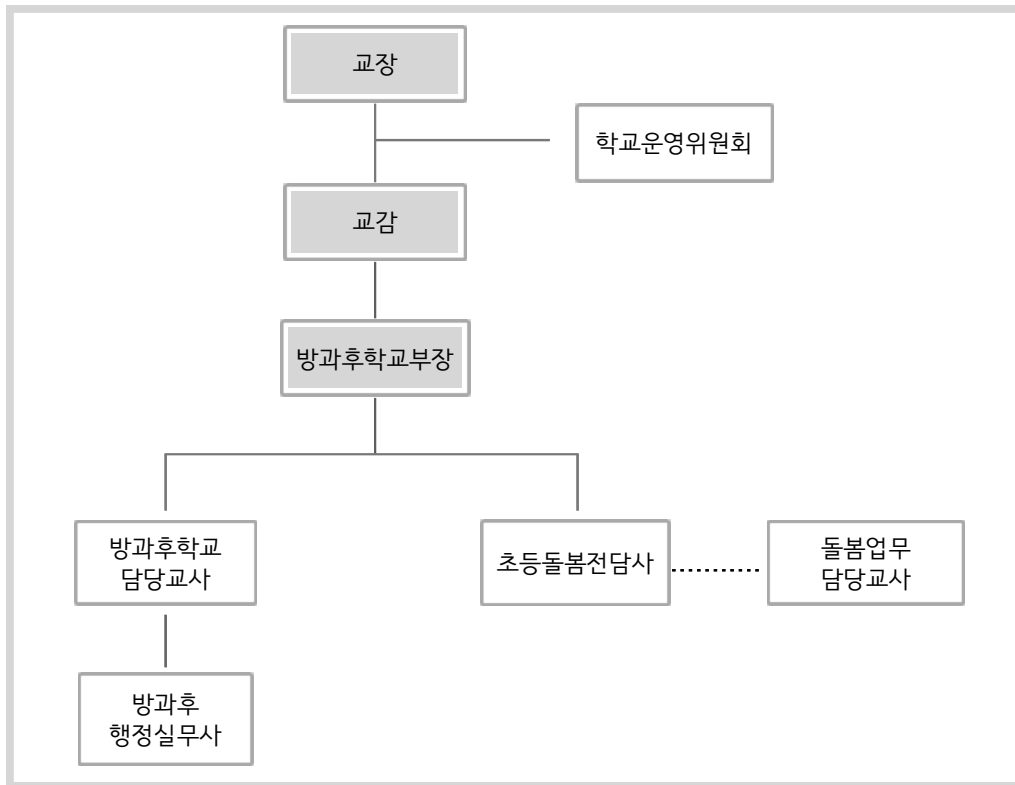 교장
학교운영위원회
교감
방과후학교부장
방과후학교
담당교사
초등돌봄전담사
돌봄업무
담당교사
방과후
행정실무사